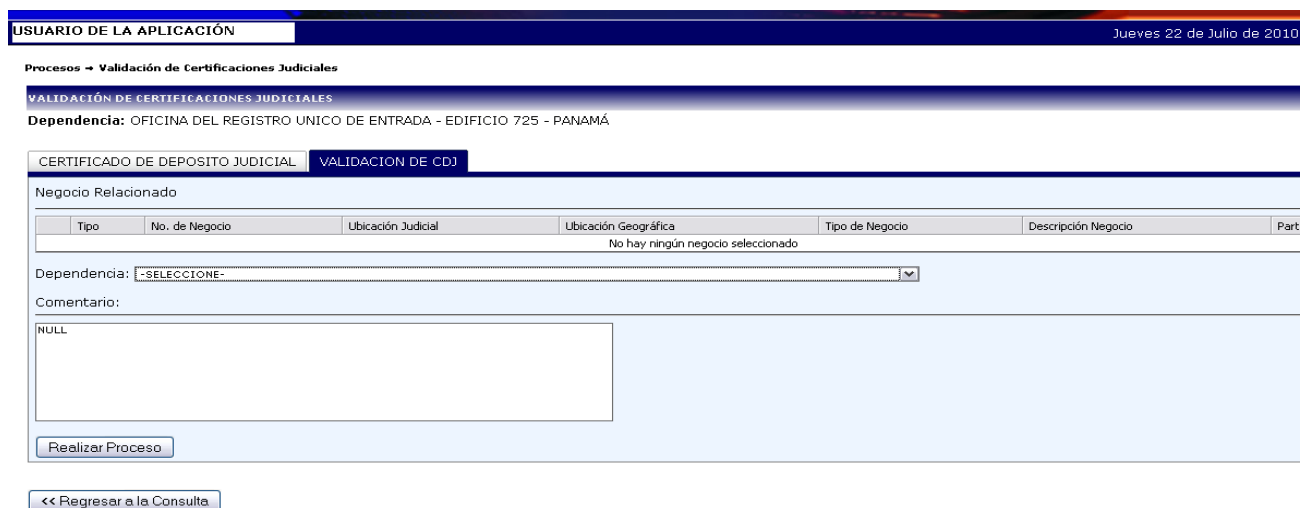 USUARIO DE LA APLICACIÓN
Jueves 22 de Julio de 2010
Procesos → Validación de Certificaciones Judiciales
VALIDACIÓN DE CERTIFICACIONES JUDICIALES
Dependencia: OFICINA DEL REGISTRO UNICO DE ENTRADA - EDIFICIO 725 - PANAMÁ
CERTIFICADO DE DEPOSITO JUDICIAL VALIDACION DE CDJ
Negocio Relacionado
Tipo No. de Negocio Ubicación Judicial Ubicación Geográfica Tipo de Negocio Descripción Negocio Part
No hay ningún negocio seleccionado
Dependencia: -SELECCIONE-
Comentario:
NULL
Realizar Proceso
<< Regresar a la Consulta